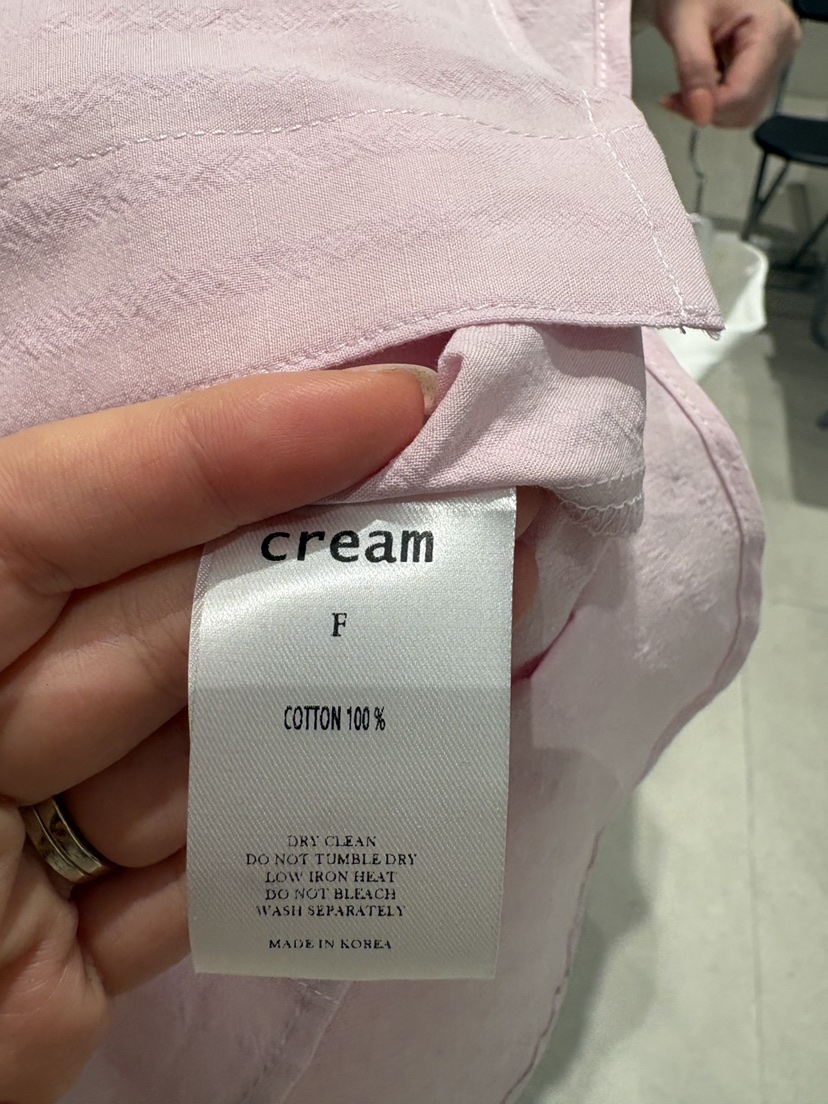 cream
F
COTTON 100 %
DRY CLEAN
DO NOT TUMBLE DRY
LOW IRON HEAT
DO NOT BLEACH
WASH SEPARATELY
MADE IN KOREA